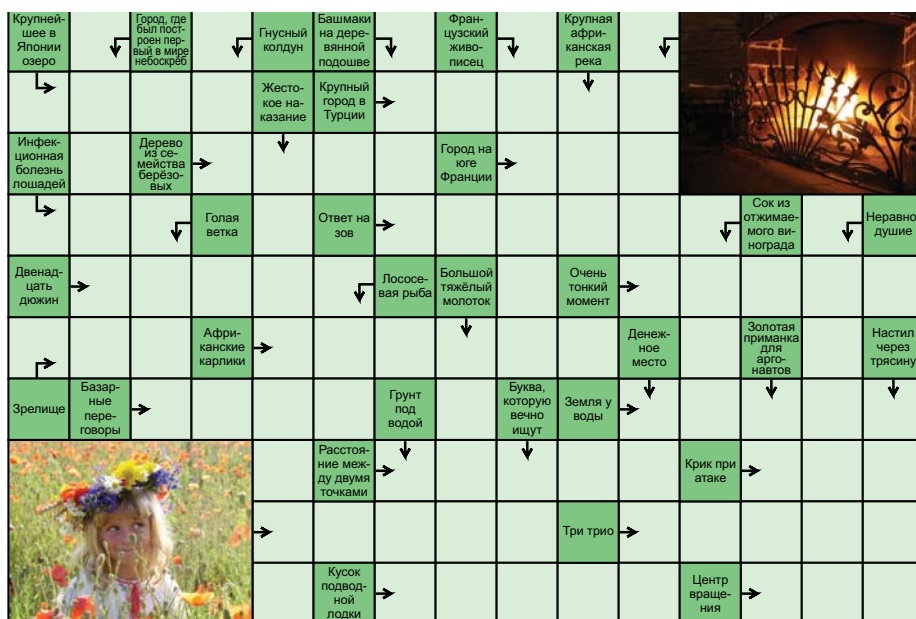 Крупней-
шее в
Японии
озеро
Город, где
был пост-
роен пер-
вый в мире
небоскрёб
Гнусный
колдун
Башмаки
на дере-
вянной
подошве
Фран-
цузский
живо-
писец
Крупная
афри-
канская
река
Жесто-
кое на-
казание
Крупный
город в
Турции
Инфек-
ционная
болезнь
лошадей
Дерево
из се-
мейства
берёзо-
вых
Город на
юге
Франции
Голая
ветка
Ответ на
зов
Сок из
отжимае-
мого ви-
нограда
Неравно-
душие
Двенад-
цать
дюжин
Лососе-
вая рыба
Большой
тяжёлый
молоток
Очень
тонкий
момент
Афри-
канские
карлики
Денеж-
ное
место
Золотая
приманка
для
арго-
навтов
Настил
через
трясину
Зрелище
Базар-
ные
пере-
говоры
Грунт
под
водой
Буква,
которую
вечно
ищут
Земля у
воды
Расстоя-
ние меж-
ду двумя
точками
Крик при
атаке
Три трио
Кусок
подвод-
ной
лодки
Центр
враще-
ния